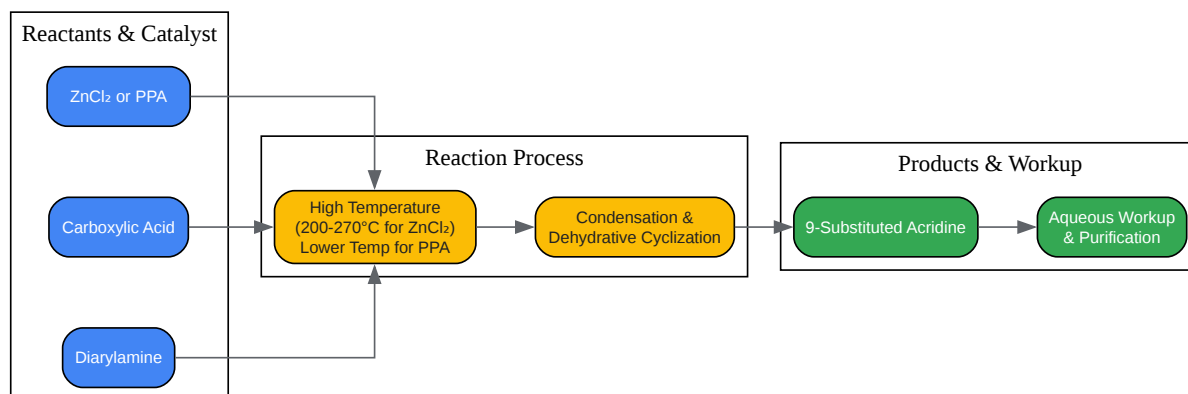 Reactants & Catalyst
ZnCl₂ or PPA
Carboxylic Acid
Diarylamine
Reaction Process
High Temperature
(200-270°C for ZnCl₂)
Lower Temp for PPA
Condensation &
Dehydrative Cyclization
Products & Workup
9-Substituted Acridine
Aqueous Workup
& Purification